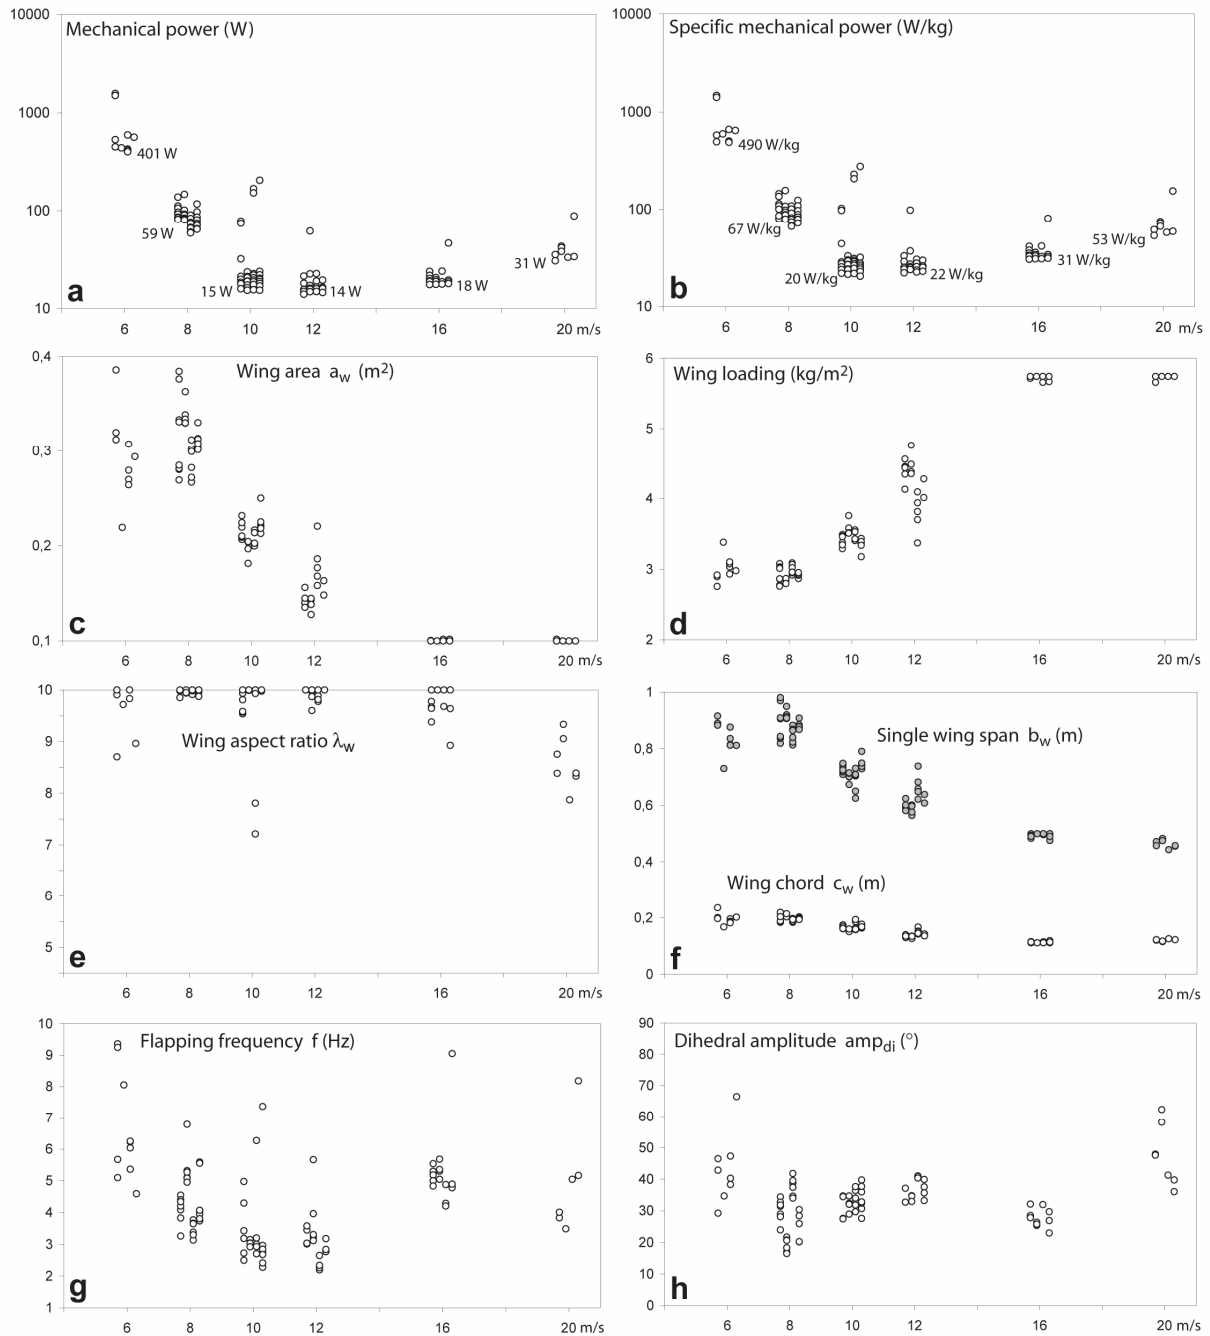 10000
1000
100
10
Mechanical power (W)
401 W
59 W
15 W
14 W
18 W
31 W
a
6 8 10 12 16 20 m/s
10000
1000
100
10
Specific mechanical power (W/kg)
490 W/kg
67 W/kg
20 W/kg
22 W/kg
31 W/kg
53 W/kg
b
6 8 10 12 16 20 m/s
0,4
0,3
0,2
0,1
Wing area a_w (m²)
c
6 8 10 12 16 20 m/s
6
5
4
3
2
Wing loading (kg/m²)
d
6 8 10 12 16 20 m/s
10
9
8
7
6
5
Wing aspect ratio λ_w
e
6 8 10 12 16 20 m/s
1
0,8
0,6
0,4
0,2
0
Single wing span b_w (m)
Wing chord c_w (m)
f
6 8 10 12 16 20 m/s
10
9
8
7
6
5
4
3
2
1
Flapping frequency f (Hz)
g
6 8 10 12 16 20 m/s
90
80
70
60
50
40
30
20
10
0
Dihedral amplitude amp_di (°)
h
6 8 10 12 16 20 m/s